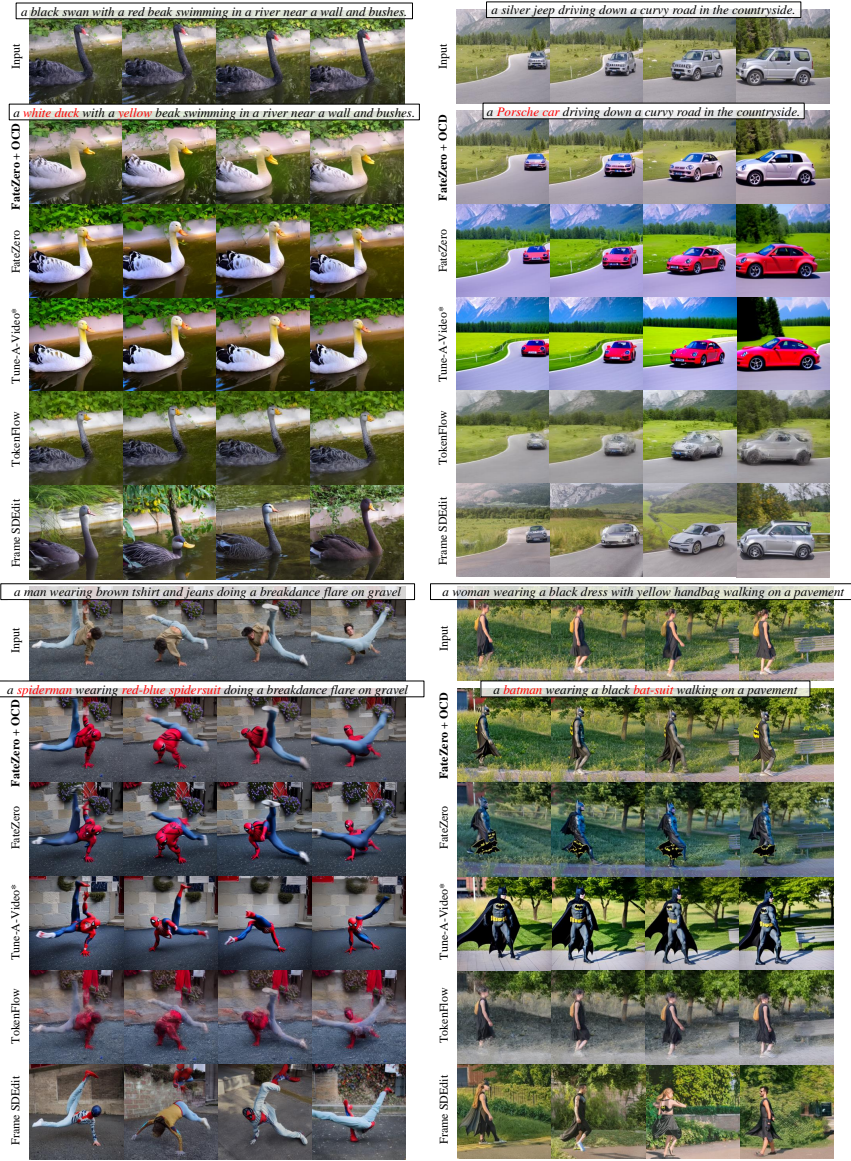 a black swan with a red beak swimming in a river near a wall and bushes.
Input
a white duck with a yellow beak swimming in a river near a wall and bushes.
FateZero + OCD
FateZero
Tune-A-Video*
TokenFlow
Frame SDEdit
a silver jeep driving down a curvy road in the countryside.
Input
a Porsche car driving down a curvy road in the countryside.
FateZero + OCD
FateZero
Tune-A-Video*
TokenFlow
Frame SDEdit
a man wearing brown tshirt and jeans doing a breakdance flare on gravel
Input
a spiderman wearing red-blue spidersuit doing a breakdance flare on gravel
FateZero + OCD
FateZero
Tune-A-Video*
TokenFlow
Frame SDEdit
a woman wearing a black dress with yellow handbag walking on a pavement
Input
a batman wearing a black bat-suit walking on a pavement
FateZero + OCD
FateZero
Tune-A-Video*
TokenFlow
Frame SDEdit